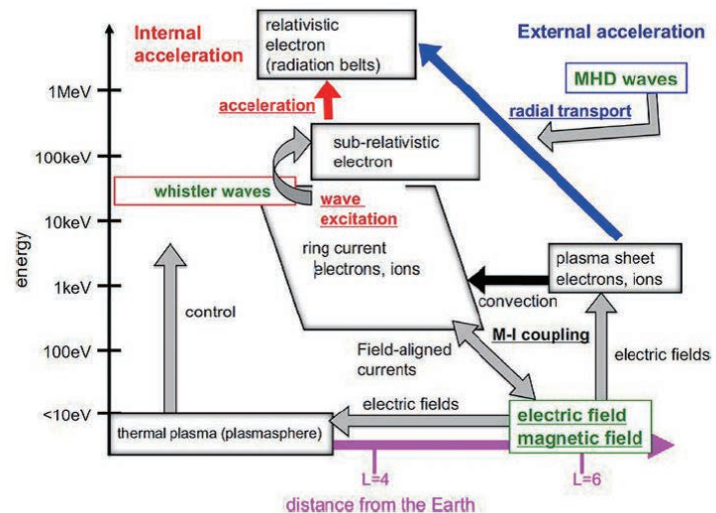 Internal
acceleration
relativistic
electron
(radiation belts)
External acceleration
MHD waves
1MeV
acceleration
radial transport
sub-relativistic
electron
100keV
whistler waves
wave
excitation
10keV
ring current
electrons, ions
plasma sheet
electrons, ions
energy
1keV
control
convection
M-I coupling
100eV
Field-aligned
currents
electric fields
<10eV
electric fields
electric field
magnetic field
thermal plasma (plasmasphere)
L=4
L=6
distance from the Earth